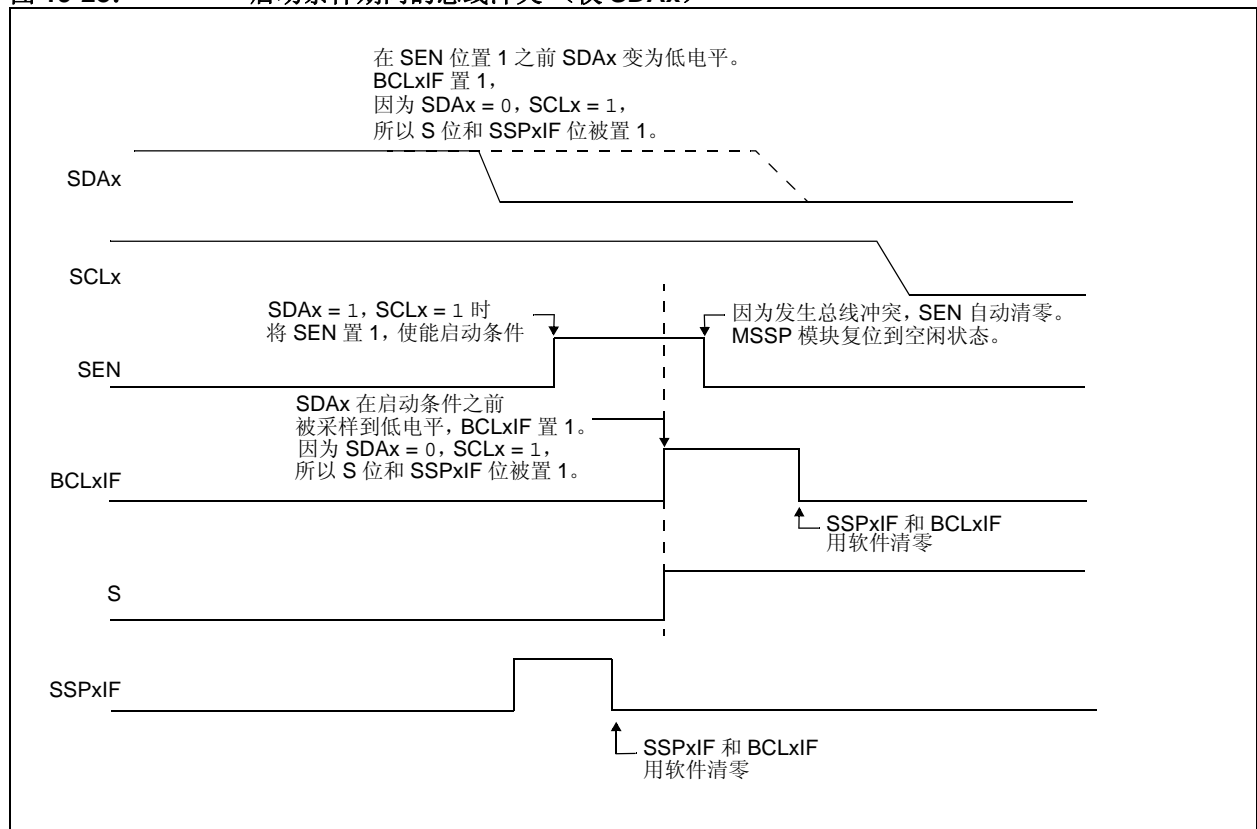 在 SEN 位置 1 之前 SDAx 变为低电平。
BCLxIF 置 1，
因为 SDAx = 0，SCLx = 1，
所以 S 位和 SSPxIF 位被置 1。
SDAx
SCLx
SDAx = 1，SCLx = 1 时
将 SEN 置 1，使能启动条件
因为发生总线冲突，SEN 自动清零。
MSSP 模块复位到空闲状态。
SEN
SDAx 在启动条件之前
被采样到低电平，BCLxIF 置 1。
因为 SDAx = 0，SCLx = 1，
所以 S 位和 SSPxIF 位被置 1。
BCLxIF
SSPxIF 和 BCLxIF
用软件清零
S
SSPxIF
SSPxIF 和 BCLxIF
用软件清零